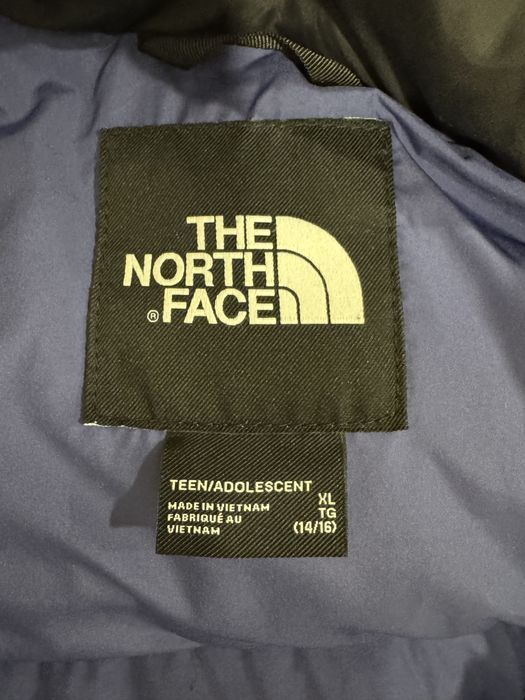 THE
NORTH
® FACE
TEEN/ADOLESCENT
XL
MADE IN VIETNAM
TG
FABRIQUÉ AU
(14/16)
VIETNAM